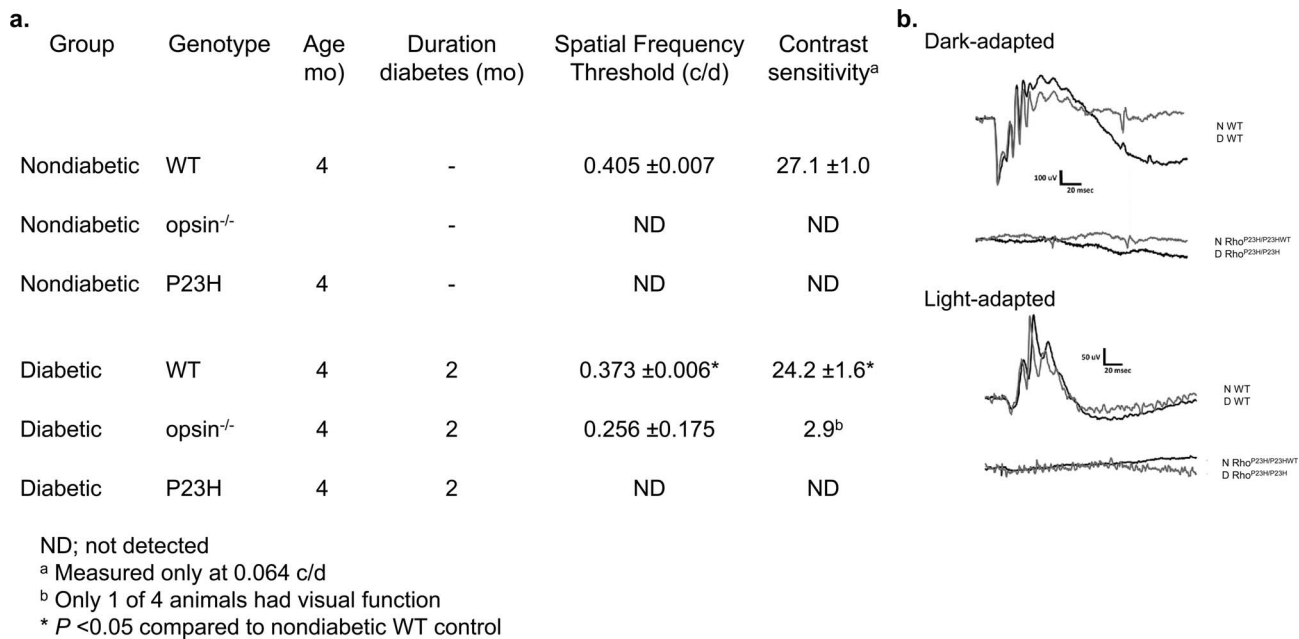 a.
Group Genotype Age mo) Duration diabetes (mo) Spatial Frequency Threshold (c/d) Contrast sensitivityᵃ
Nondiabetic WT 4 - 0.405 ±0.007 27.1 ±1.0
Nondiabetic opsin⁻/⁻ - ND ND
Nondiabetic P23H 4 - ND ND
Diabetic WT 4 2 0.373 ±0.006* 24.2 ±1.6*
Diabetic opsin⁻/⁻ 4 2 0.256 ±0.175 2.9ᵇ
Diabetic P23H 4 2 ND ND
ND; not detected
ᵃ Measured only at 0.064 c/d
ᵇ Only 1 of 4 animals had visual function
* P <0.05 compared to nondiabetic WT control
b.
Dark-adapted
N WT
D WT
100 uV
20 msec
N Rho^P23H/P23HWT
D Rho^P23H/P23H
Light-adapted
50 uV
20 msec
N WT
D WT
N Rho^P23H/P23HWT
D Rho^P23H/P23H